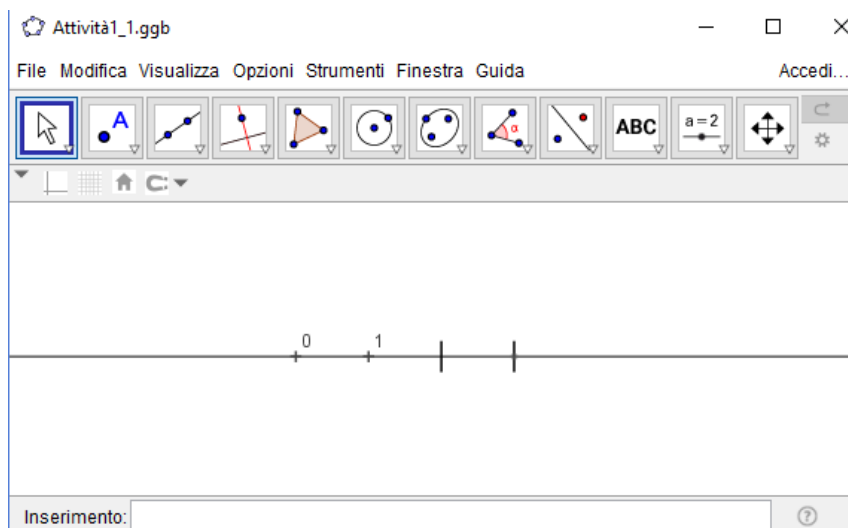 Attività1_1.ggb
File Modifica Visualizza Opzioni Strumenti Finestra Guida Accedi...
A α ABC a=2
0 1
Inserimento: ?